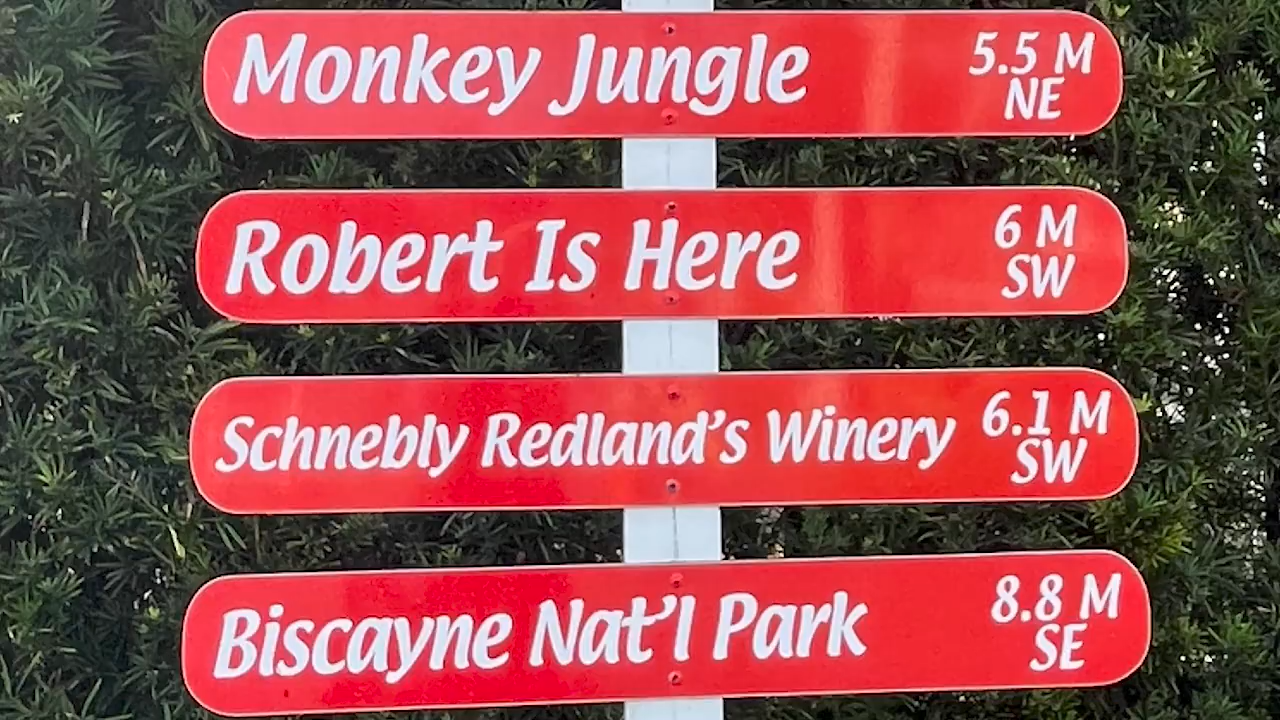 Monkey Jungle 5.5 M
NE
Robert Is Here 6 M
SW
Schnebly Redland's Winery 6.1 M
SW
Biscayne Nat'l Park 8.8 M
SE